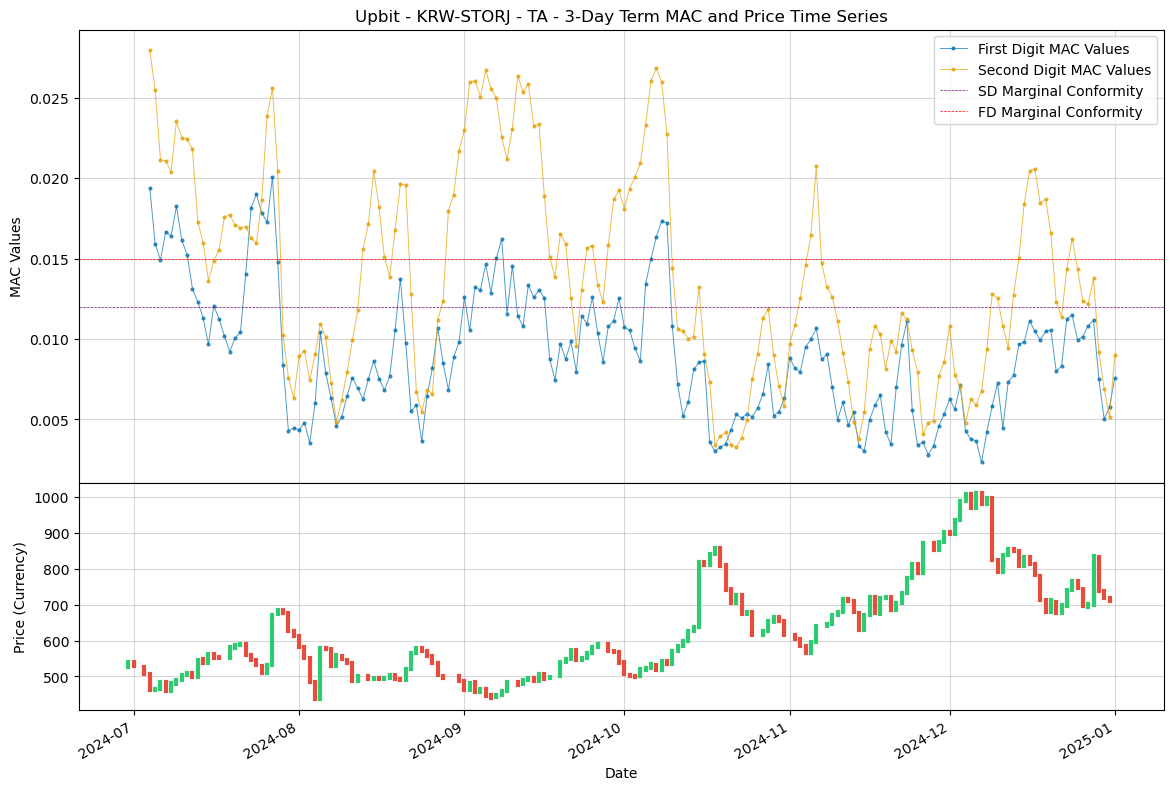 Upbit - KRW-STORJ - TA - 3-Day Term MAC and Price Time Series
First Digit MAC Values
Second Digit MAC Values
SD Marginal Conformity
FD Marginal Conformity
MAC Values
0.025
0.020
0.015
0.010
0.005
Price (Currency)
1000
900
800
700
600
500
2024-07
2024-08
2024-09
2024-10
2024-11
2024-12
2025-01
Date